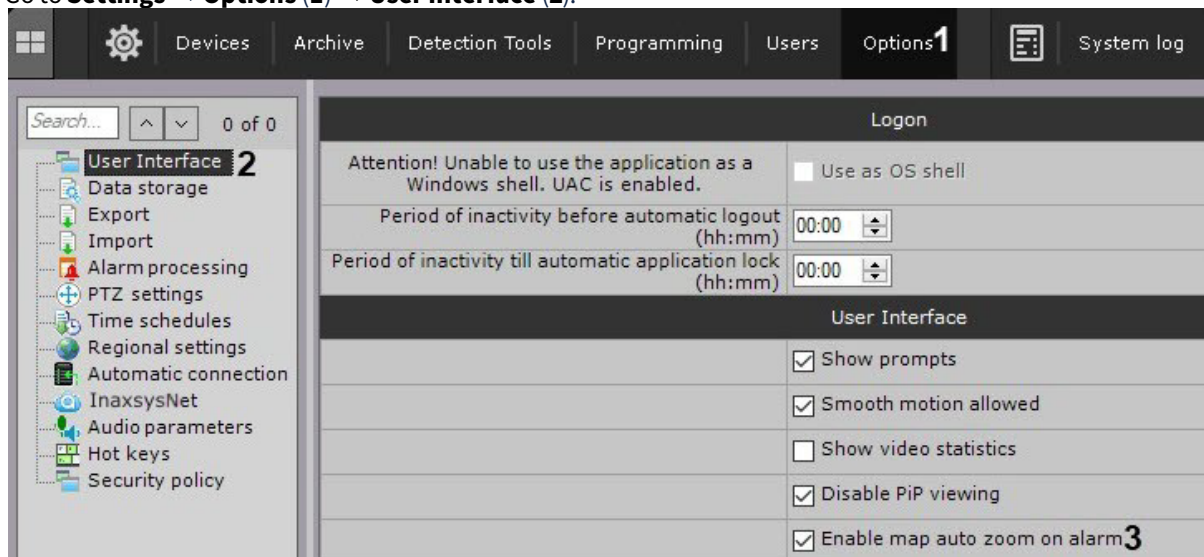 Go to Settings -> Options (1) -> User Interface (2).
Devices
Archive
Detection Tools
Programming
Users
Options 1
System log
Search...
0 of 0
User Interface 2
Data storage
Export
Import
Alarm processing
PTZ settings
Time schedules
Regional settings
Automatic connection
InaxsysNet
Audio parameters
Hot keys
Security policy
Logon
Attention! Unable to use the application as a
Windows shell. UAC is enabled.
Use as OS shell
Period of inactivity before automatic logout
(hh:mm)
00:00
Period of inactivity till automatic application lock
(hh:mm)
00:00
User Interface
Show prompts
Smooth motion allowed
Show video statistics
Disable PiP viewing
Enable map auto zoom on alarm 3